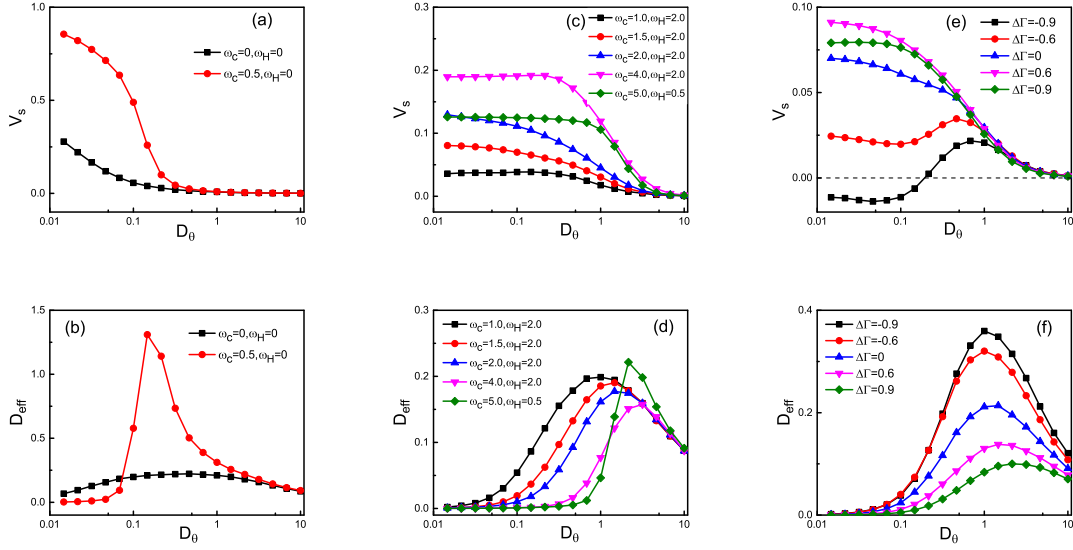 (a)
1.0
0.5
0.0
V_s
ω_c=0,ω_H=0
ω_c=0.5,ω_H=0
0.01 0.1 1 10
D_θ
(c)
0.3
0.2
0.1
0.0
V_s
ω_c=1.0,ω_H=2.0
ω_c=1.5,ω_H=2.0
ω_c=2.0,ω_H=2.0
ω_c=4.0,ω_H=2.0
ω_c=5.0,ω_H=0.5
0.01 0.1 1 10
D_θ
(e)
0.10
0.05
0.00
V_s
ΔΓ=-0.9
ΔΓ=-0.6
ΔΓ=0
ΔΓ=0.6
ΔΓ=0.9
0.01 0.1 1 10
D_θ
(b)
1.5
1.0
0.5
0.0
D_eff
ω_c=0,ω_H=0
ω_c=0.5,ω_H=0
0.01 0.1 1 10
D_θ
(d)
0.3
0.2
0.1
0.0
D_eff
ω_c=1.0,ω_H=2.0
ω_c=1.5,ω_H=2.0
ω_c=2.0,ω_H=2.0
ω_c=4.0,ω_H=2.0
ω_c=5.0,ω_H=0.5
0.01 0.1 1 10
D_θ
(f)
0.4
0.2
0.0
D_eff
ΔΓ=-0.9
ΔΓ=-0.6
ΔΓ=0
ΔΓ=0.6
ΔΓ=0.9
0.01 0.1 1 10
D_θ